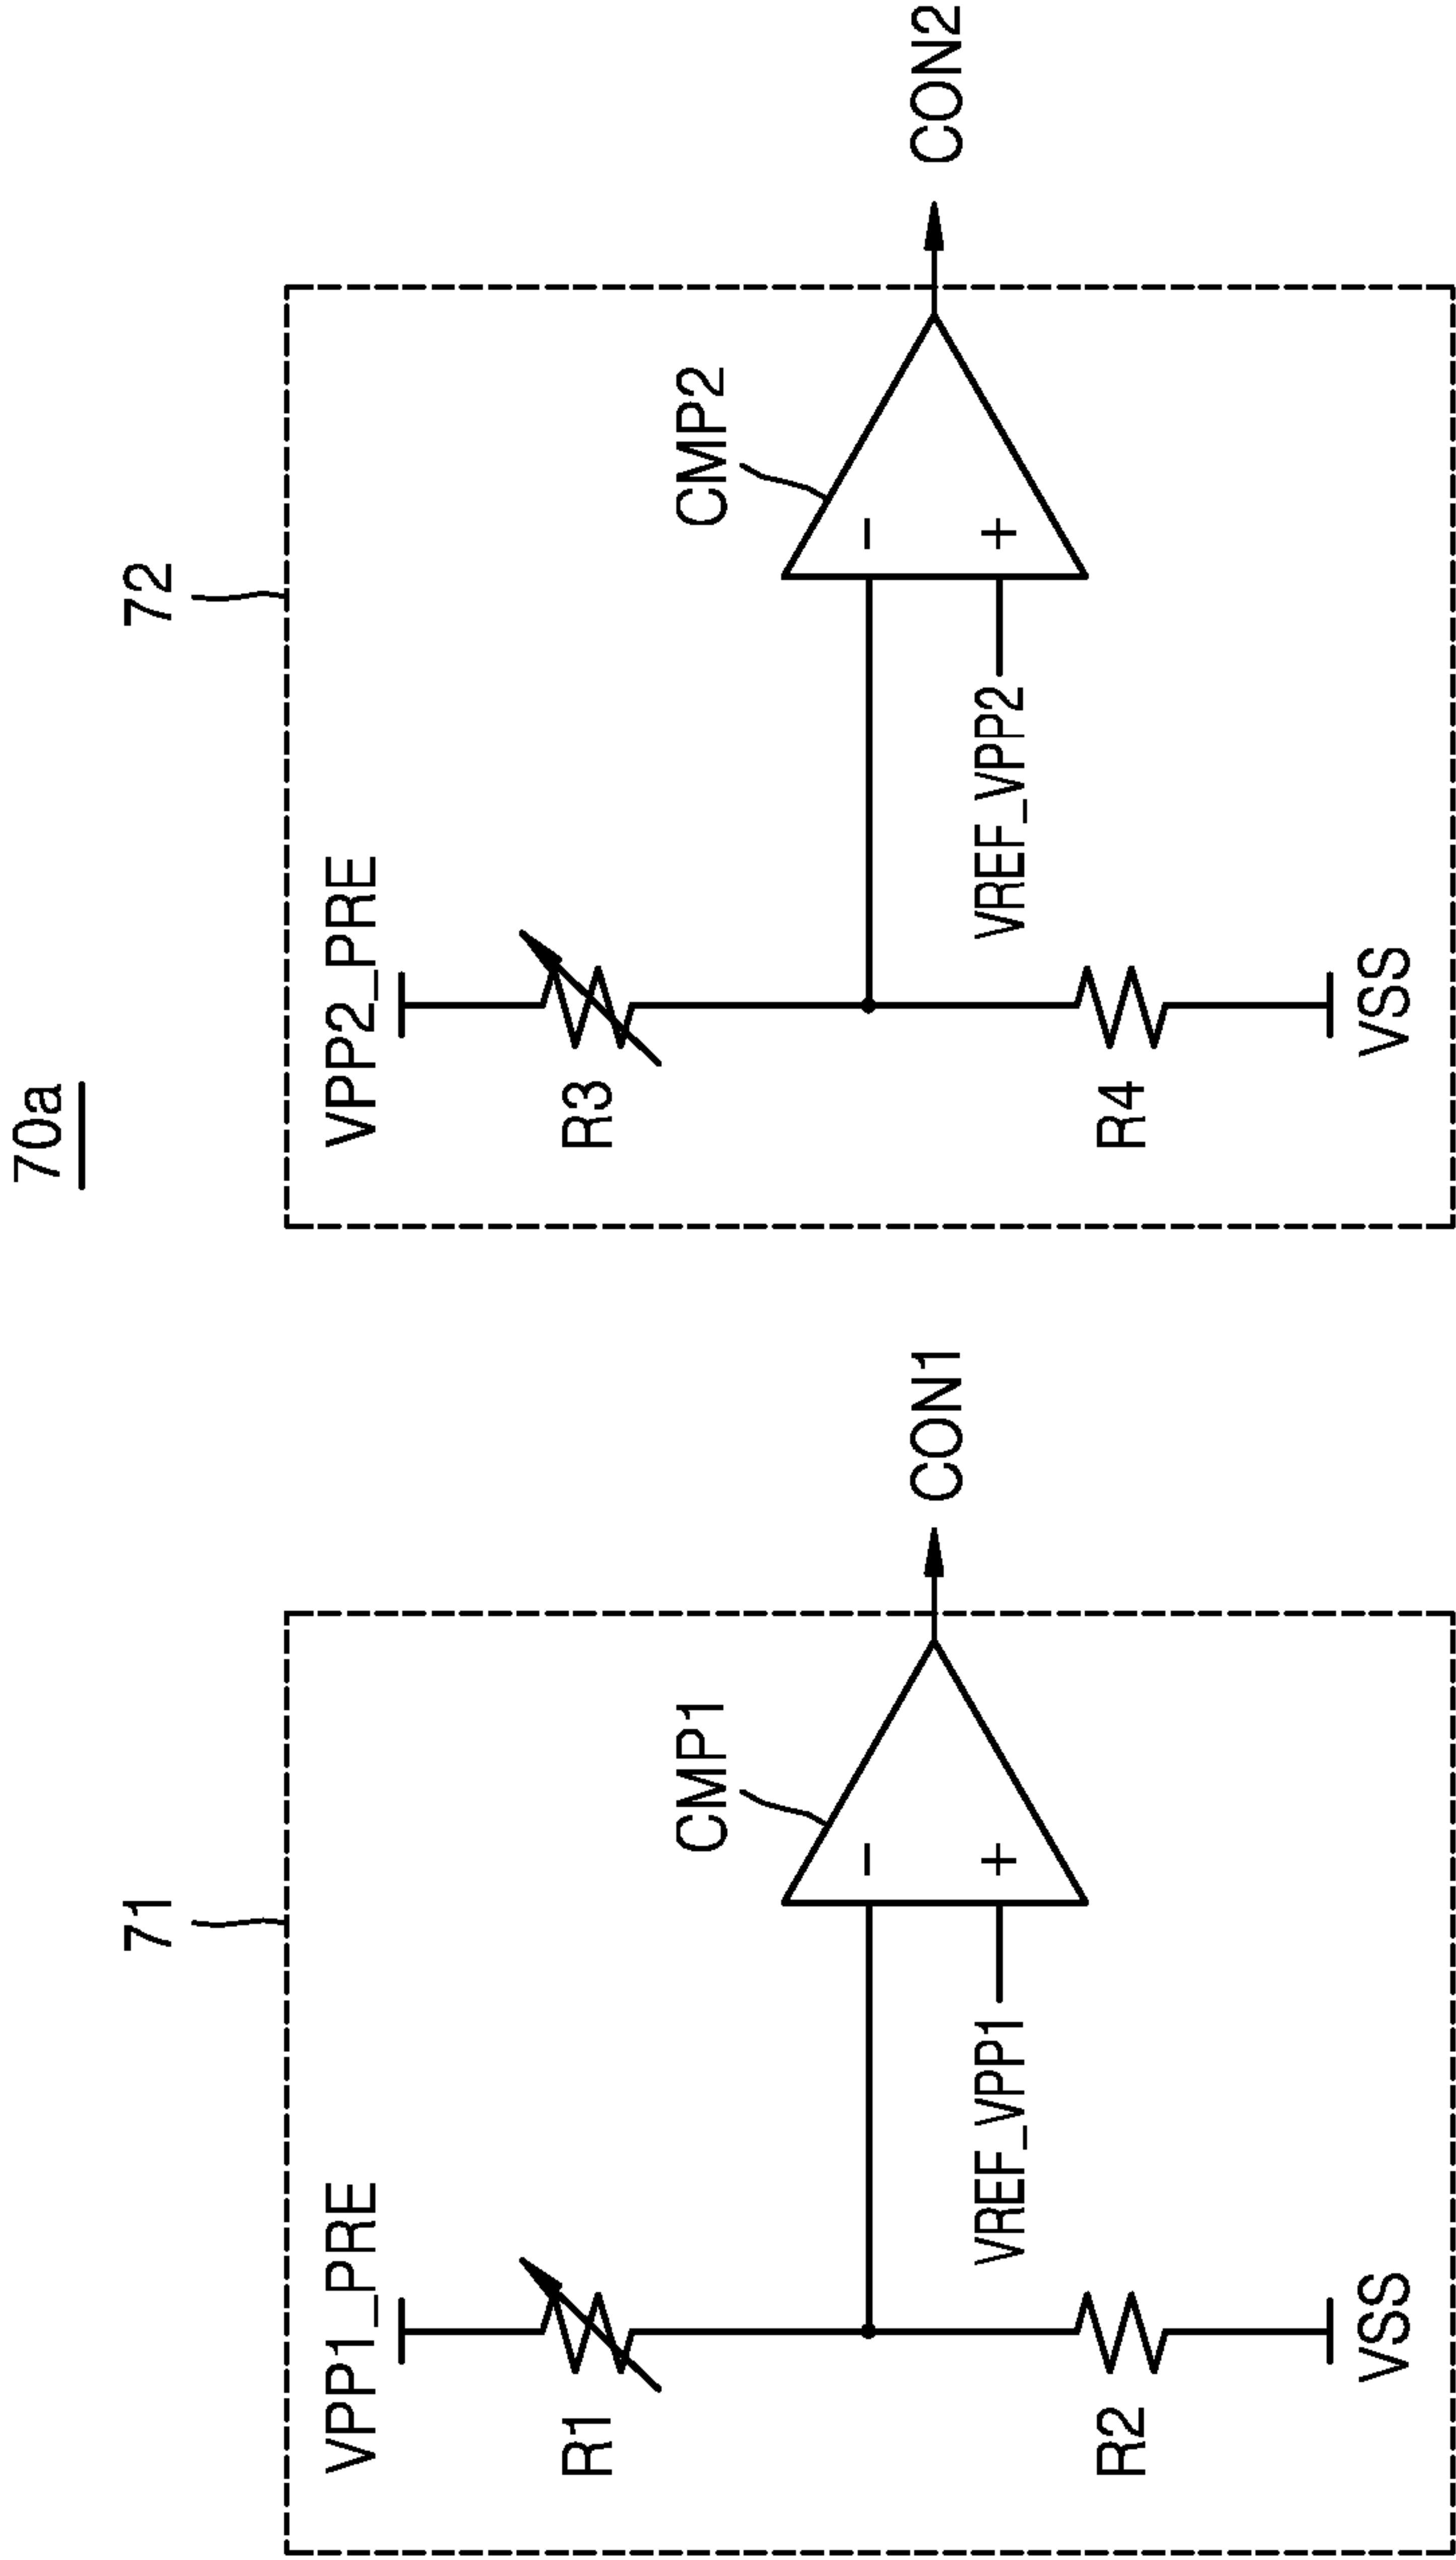 70a
71
VPP1_PRE
R1
CMP1
-
+
VREF_VPP1
CON1
R2
VSS
72
VPP2_PRE
R3
CMP2
-
+
VREF_VPP2
CON2
R4
VSS